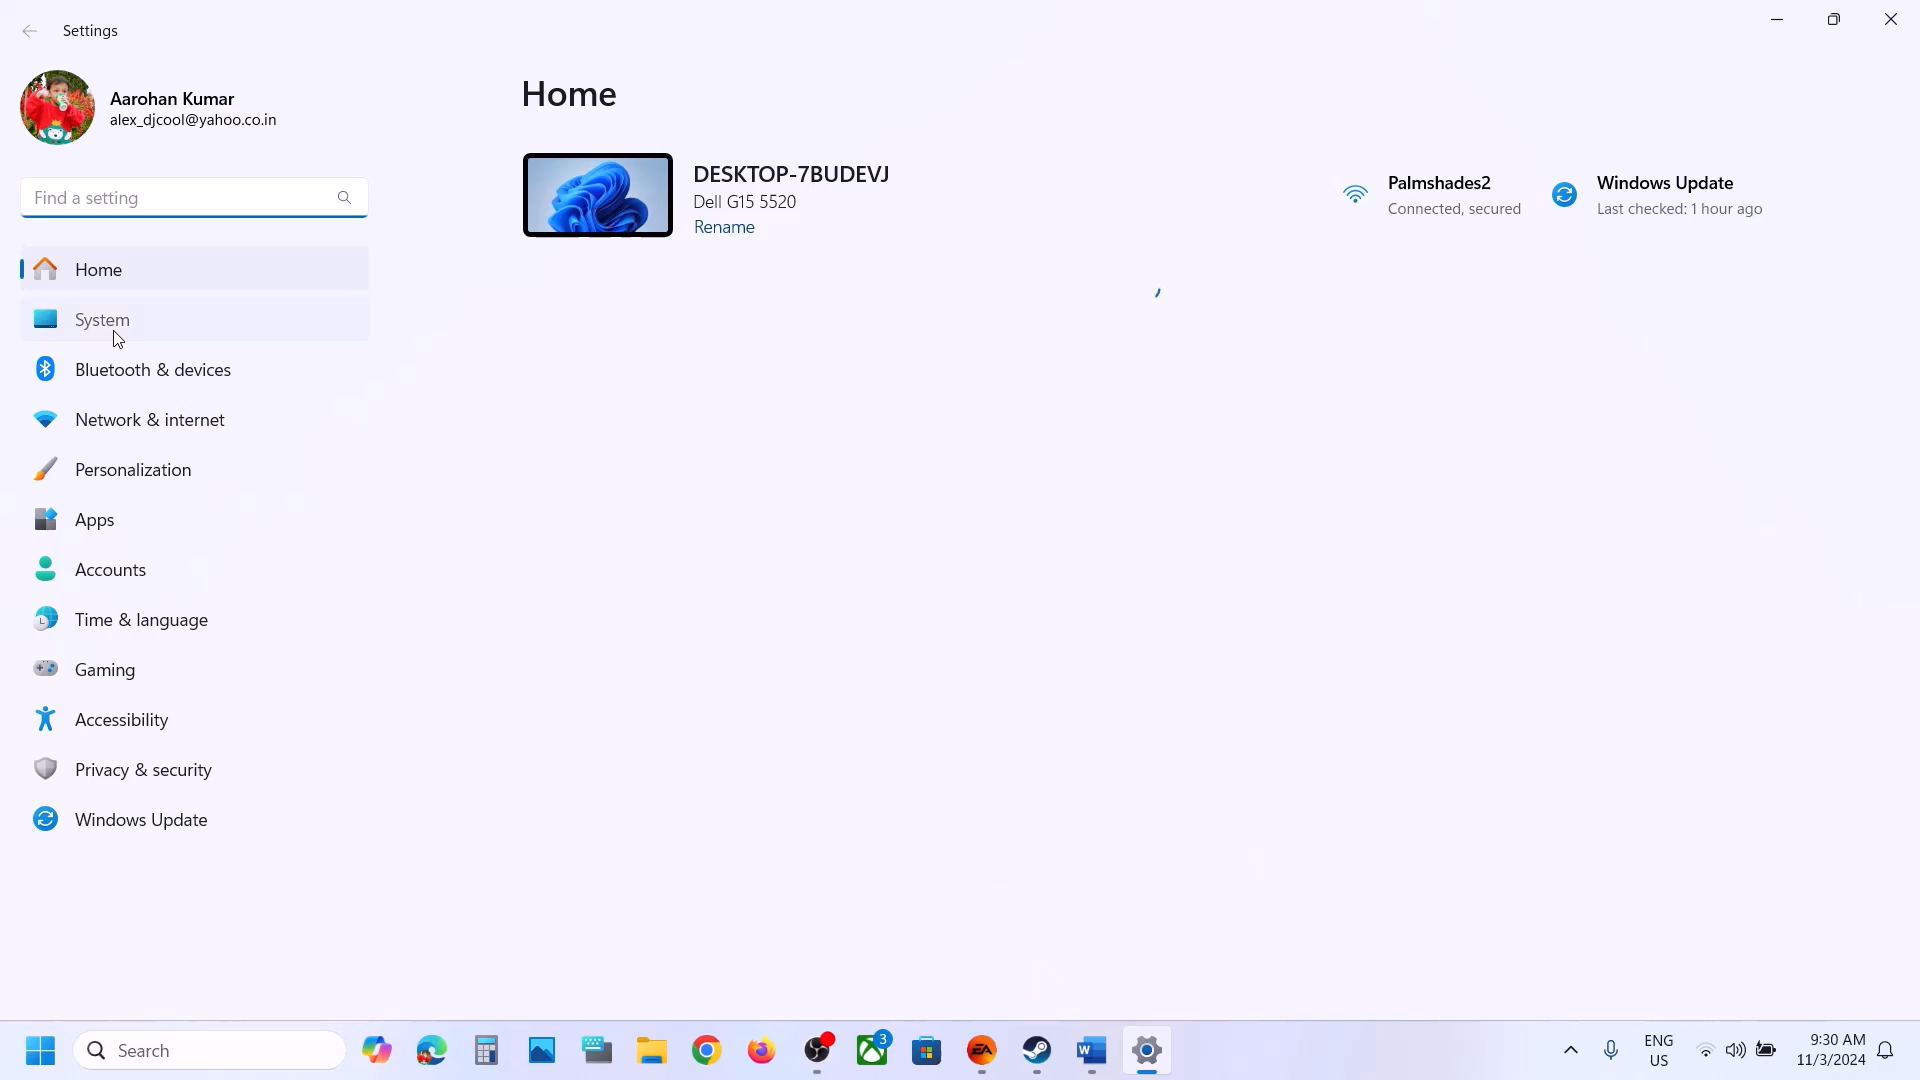 Settings
Aarohan Kumar
alex_djcool@yahoo.co.in
Find a setting
Home
System
Bluetooth & devices
Network & internet
Personalization
Apps
Accounts
Time & language
Gaming
Accessibility
Privacy & security
Windows Update
Home
DESKTOP-7BUDEVJ
Dell G15 5520
Rename
Palmshades2
Connected, secured
Windows Update
Last checked: 1 hour ago
Search
3
EA
W
ENG
US
9:30 AM
11/3/2024